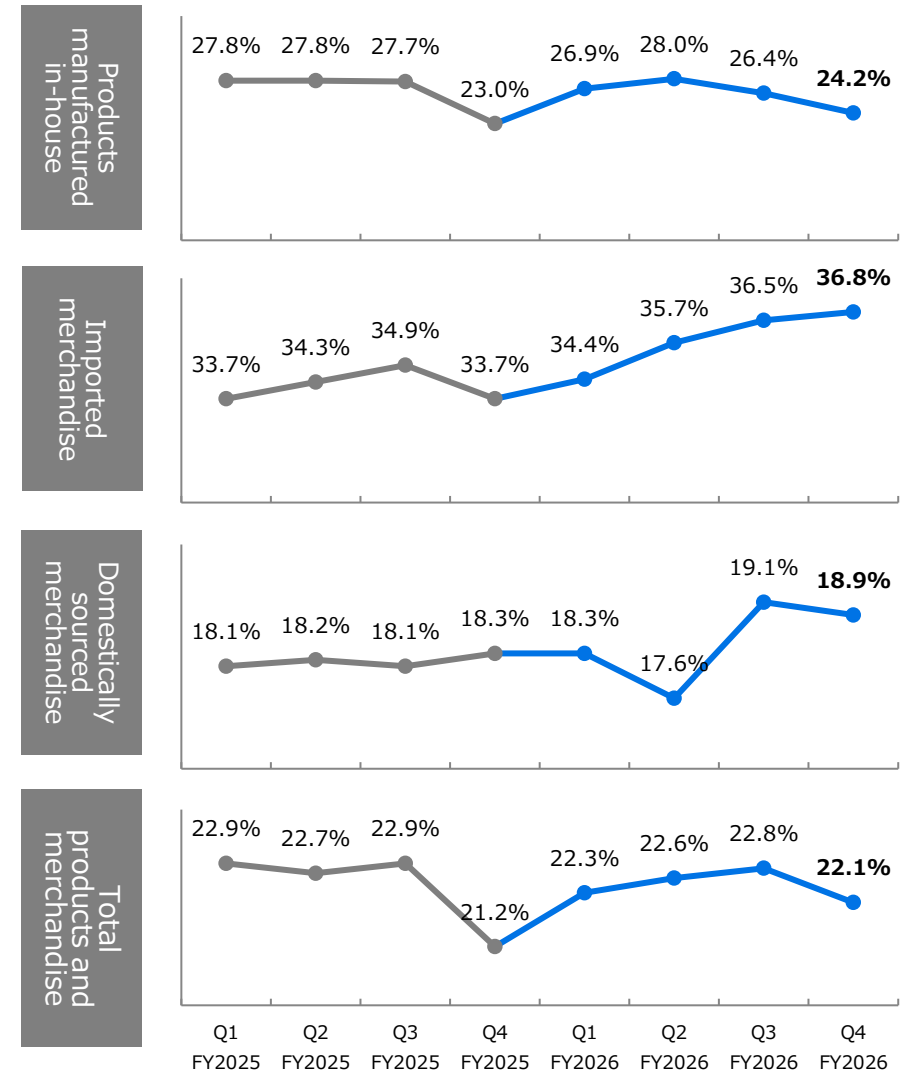 Products
manufactured
in-house
27.8% 27.8% 27.7% 23.0% 26.9% 28.0% 26.4% 24.2%
Imported
merchandise
33.7% 34.3% 34.9% 33.7% 34.4% 35.7% 36.5% 36.8%
Domestically
sourced
merchandise
18.1% 18.2% 18.1% 18.3% 18.3% 17.6% 19.1% 18.9%
Total
products and
merchandise
22.9% 22.7% 22.9% 21.2% 22.3% 22.6% 22.8% 22.1%
Q1 Q2 Q3 Q4 Q1 Q2 Q3 Q4
FY2025 FY2025 FY2025 FY2025 FY2026 FY2026 FY2026 FY2026